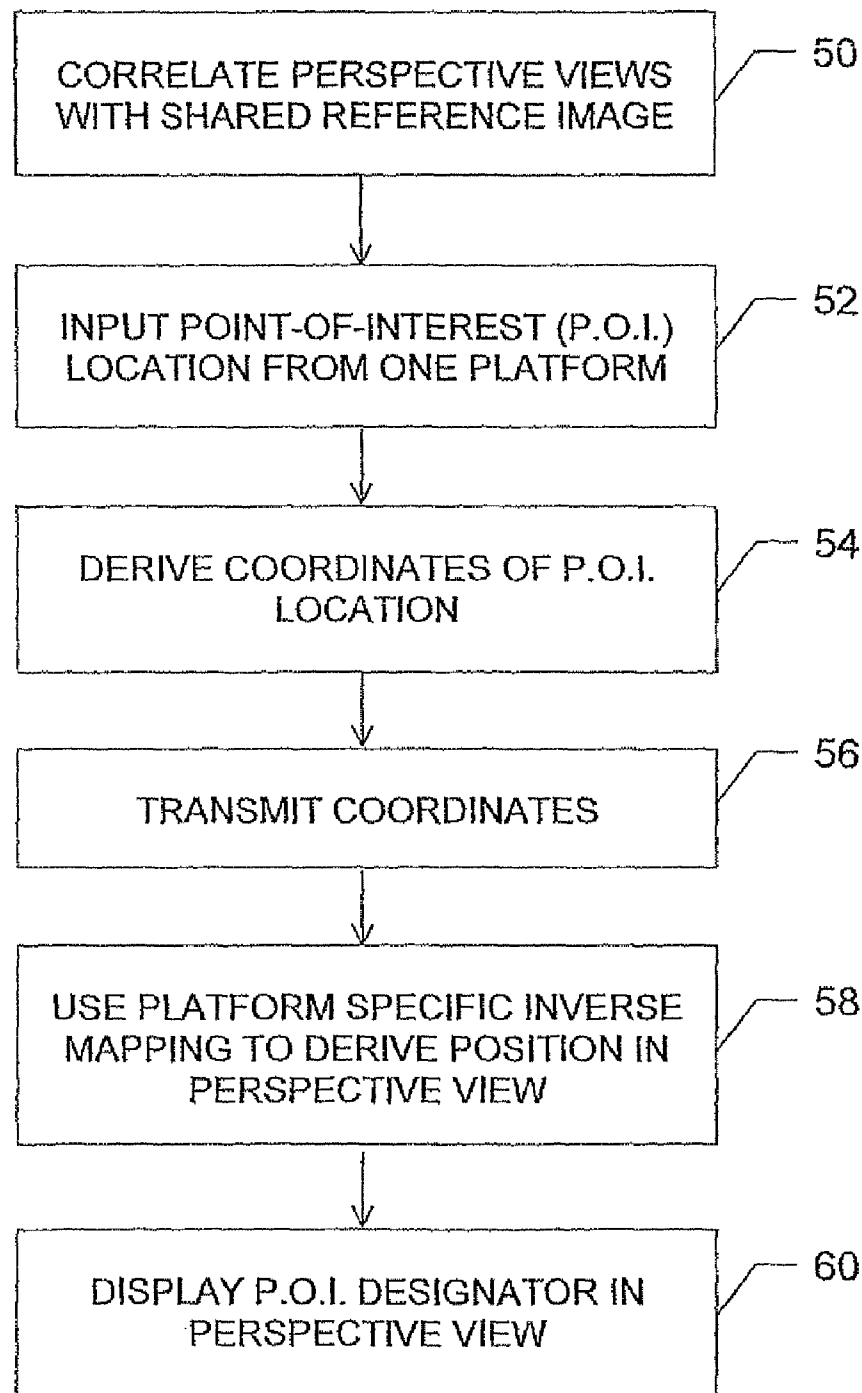 CORRELATE PERSPECTIVE VIEWS
WITH SHARED REFERENCE IMAGE
50
INPUT POINT-OF-INTEREST (P.O.I.)
LOCATION FROM ONE PLATFORM
52
DERIVE COORDINATES OF P.O.I.
LOCATION
54
TRANSMIT COORDINATES
56
USE PLATFORM SPECIFIC INVERSE
MAPPING TO DERIVE POSITION IN
PERSPECTIVE VIEW
58
DISPLAY P.O.I. DESIGNATOR IN
PERSPECTIVE VIEW
60